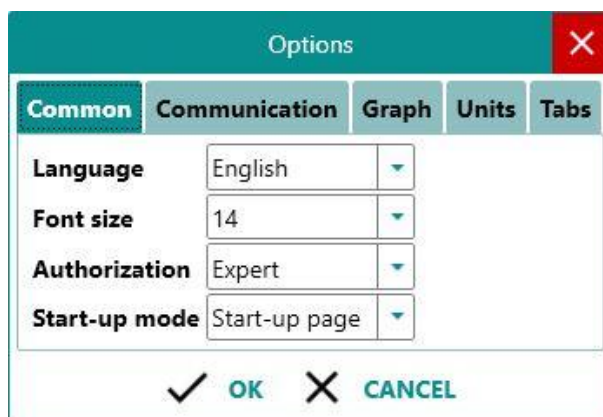 Options
Common Communication Graph Units Tabs
Language English
Font size 14
Authorization Expert
Start-up mode Start-up page
OK CANCEL